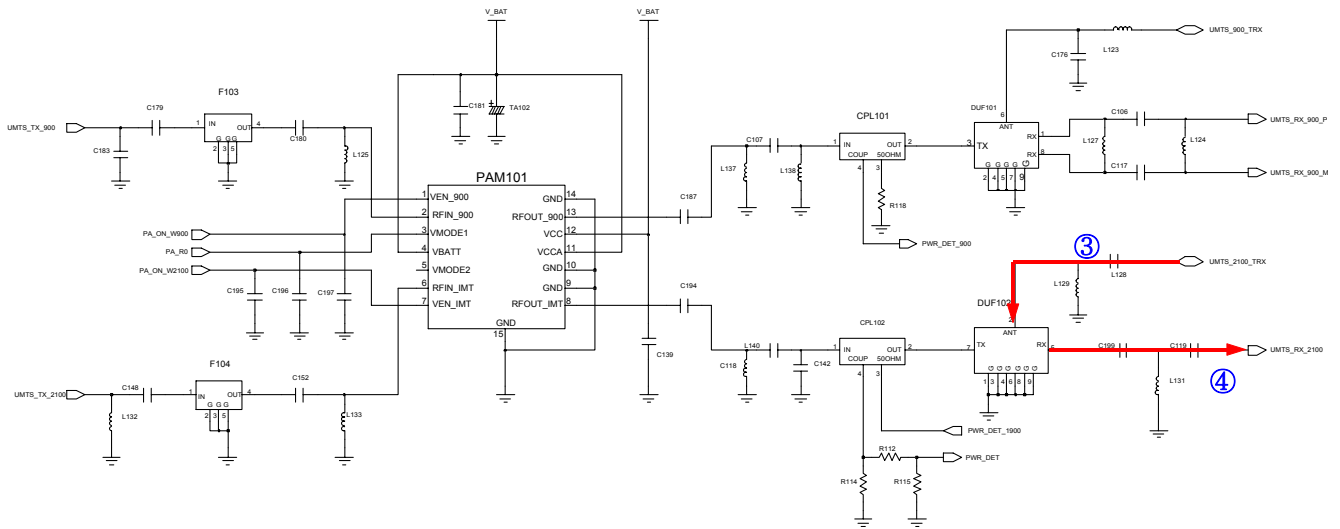 V_BAT V_BAT
UMTS_900_TRX
L123
C176
F103
C179
C181
TA102
DUF101
6
ANT
C106
CPL101
UMTS_TX_900
1 IN OUT 4
C180
G G G
2 3 5
C183
L125
C107
1 IN OUT 2
COUP 50OHM
4 3
3 TX RX 1
RX 8
G G G G G
2 4 5 7 9
L127
L124
UMTS_RX_900_P
C117
UMTS_RX_900_M
L137
L138
PAM101
C187
R118
PWR_DET_900
1 VEN_900 GND 14
2 RFIN_900 RFOUT_900 13
3 VMODE1 VCC 12
4 VBATT VCCA 11
5 VMODE2 GND 10
6 RFIN_IMT GND 9
7 VEN_IMT RFOUT_IMT 8
GND
15
PA_ON_W900
PA_R0
PA_ON_W2100
C195
C196
C197
C194
③
UMTS_2100_TRX
L128
L129
DUF102
2
ANT
CPL102
C139
L140
C118
C142
1 IN OUT 2
COUP 50OHM
4 3
7 TX RX 5
G G G G G G
1 3 4 6 8 9
C199
C119
UMTS_RX_2100
④
L131
F104
UMTS_TX_2100
C148
1 IN OUT 4
G G G
2 3 5
C152
L132
L133
PWR_DET_1900
R112
PWR_DET
R114
R115